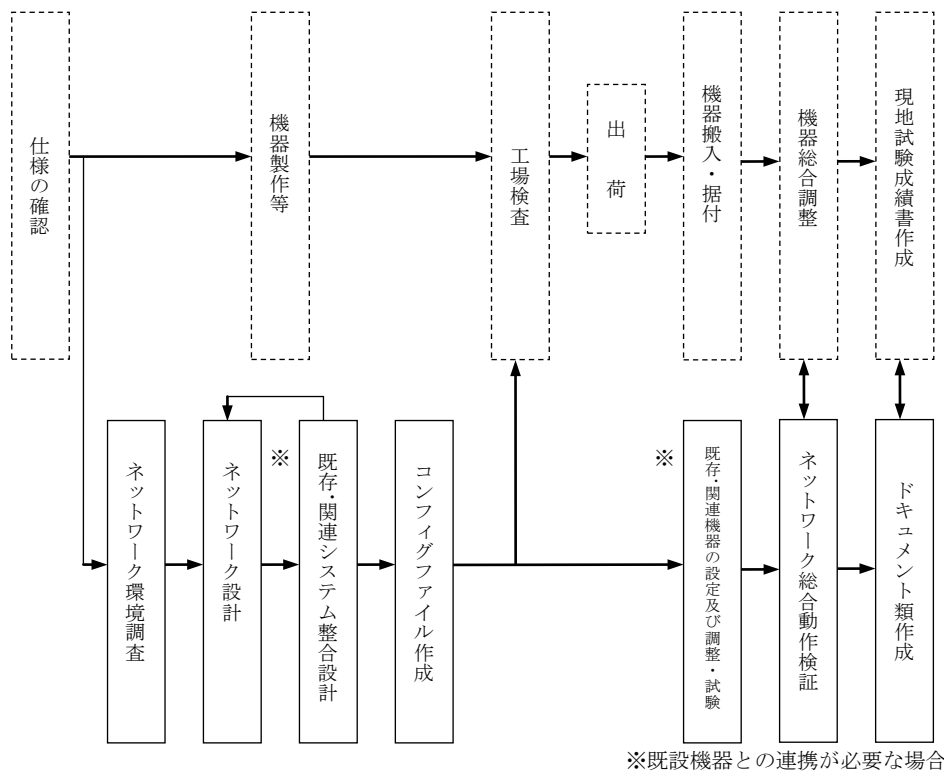 仕様の確認
機器製作等
工場検査
出荷
機器搬入・据付
機器総合調整
現地試験成績書作成
ネットワーク環境調査
ネットワーク設計
※
既存・関連システム整合設計
コンフィグファイル作成
※
既存・関連機器の設定及び調整・試験
ネットワーク総合動作検証
ドキュメント類作成
※既設機器との連携が必要な場合